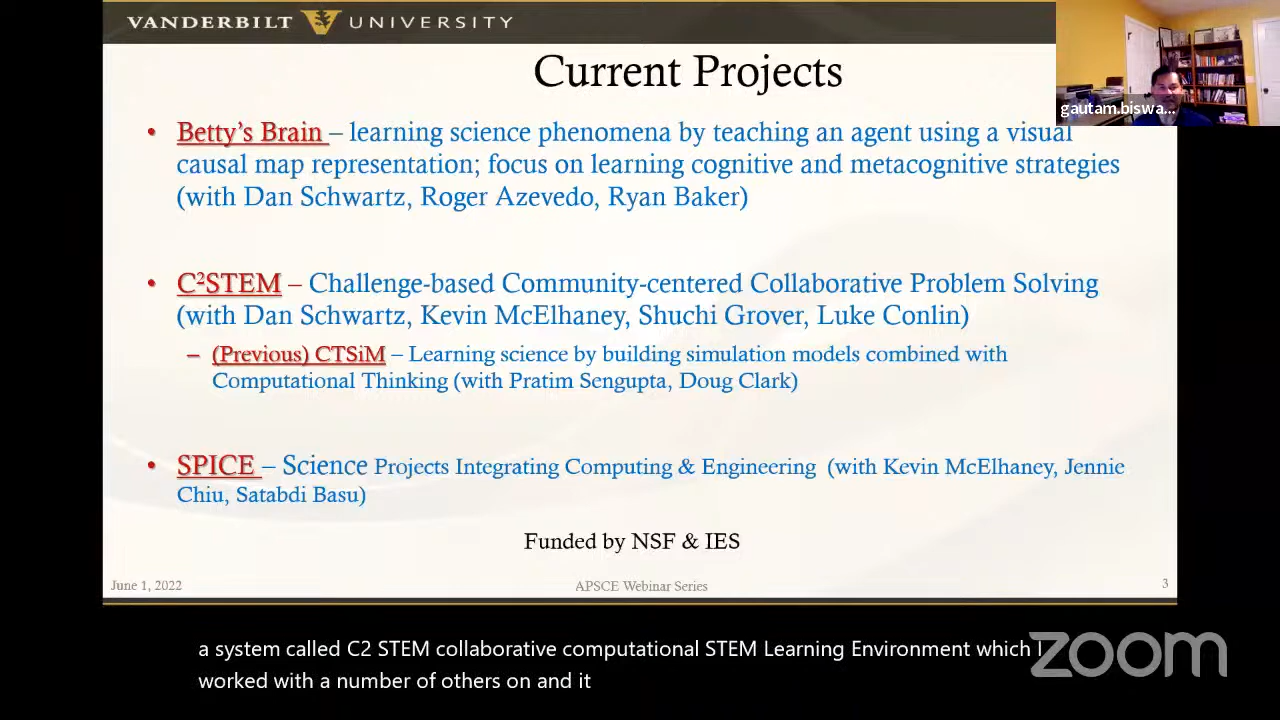 VANDERBILT UNIVERSITY
gautam.biswa...
Current Projects
• Betty's Brain – learning science phenomena by teaching an agent using a visual
causal map representation; focus on learning cognitive and metacognitive strategies
(with Dan Schwartz, Roger Azevedo, Ryan Baker)
• C²STEM – Challenge-based Community-centered Collaborative Problem Solving
(with Dan Schwartz, Kevin McElhaney, Shuchi Grover, Luke Conlin)
– (Previous) CTSiM – Learning science by building simulation models combined with
Computational Thinking (with Pratim Sengupta, Doug Clark)
• SPICE – Science Projects Integrating Computing & Engineering (with Kevin McElhaney, Jennie
Chiu, Satabdi Basu)
Funded by NSF & IES
June 1, 2022 APSCE Webinar Series 3
a system called C2 STEM collaborative computational STEM Learning Environment which I
worked with a number of others on and it
zoom